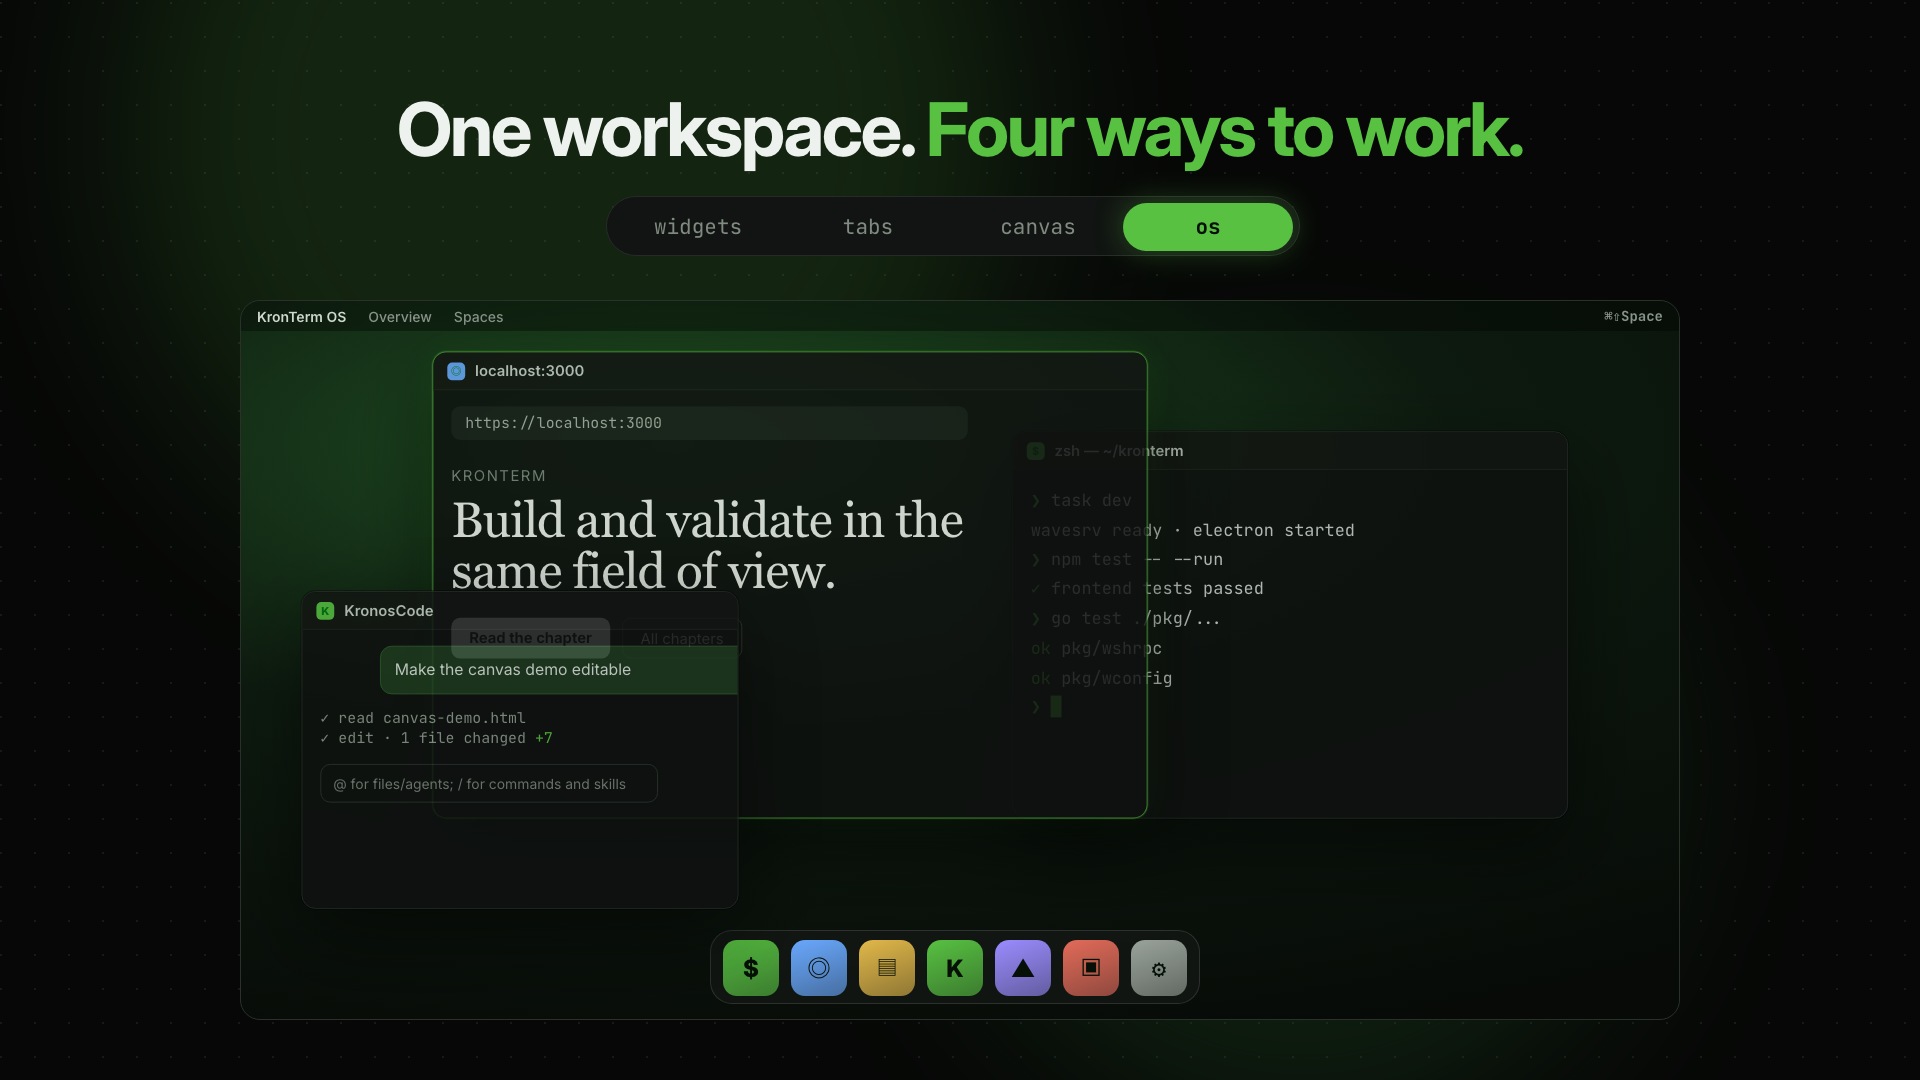 One workspace. Four ways to work.
widgets tabs canvas os
KronTerm OS Overview Spaces ⌘⇧Space
localhost:3000
https://localhost:3000
KRONTERM
Build and validate in the
same field of view.
Read the chapter All chapters
zsh — ~/kronterm
❯ task dev
wavesrv ready · electron started
❯ npm test -- --run
✓ frontend tests passed
❯ go test ./pkg/...
ok pkg/wshrpc
ok pkg/wconfig
❯
K KronosCode
Make the canvas demo editable
✓ read canvas-demo.html
✓ edit · 1 file changed +7
@ for files/agents; / for commands and skills
$ K